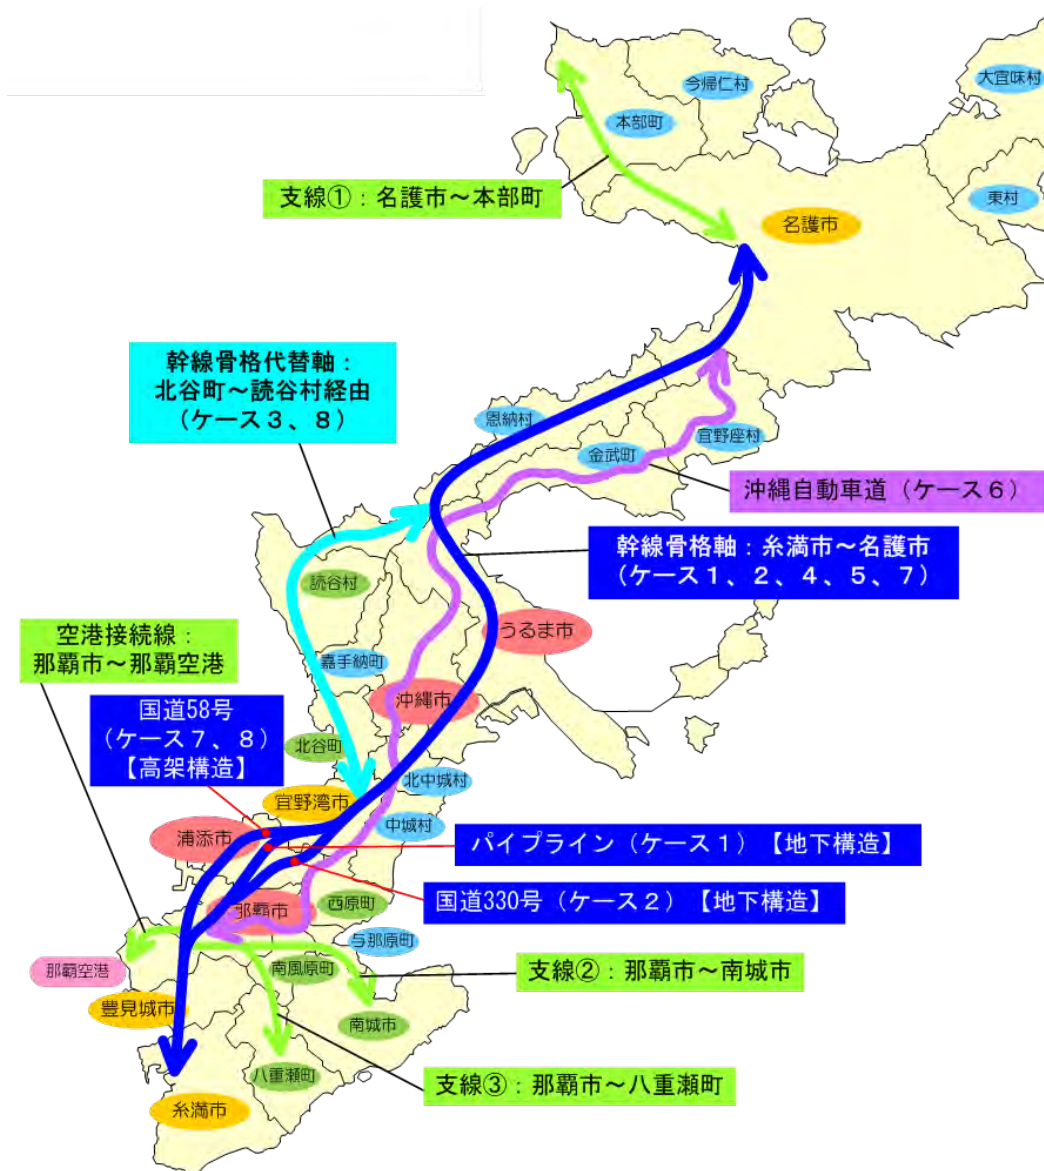 大宜味村
今帰仁村
本部町
支線①：名護市～本部町
東村
名護市
幹線骨格代替軸：
北谷町～読谷村経由
（ケース３、８）
恩納村
宜野座村
金武町
沖縄自動車道（ケース６）
幹線骨格軸：糸満市～名護市
（ケース１、２、４、５、７）
読谷村
うるま市
空港接続線：
那覇市～那覇空港
嘉手納町
沖縄市
国道58号
（ケース７、８）
【高架構造】
北谷町
北中城村
宜野湾市
中城村
浦添市
パイプライン（ケース１）【地下構造】
国道330号（ケース２）【地下構造】
西原町
那覇市
与那原町
那覇空港
南風原町
支線②：那覇市～南城市
豊見城市
南城市
八重瀬町
支線③：那覇市～八重瀬町
糸満市